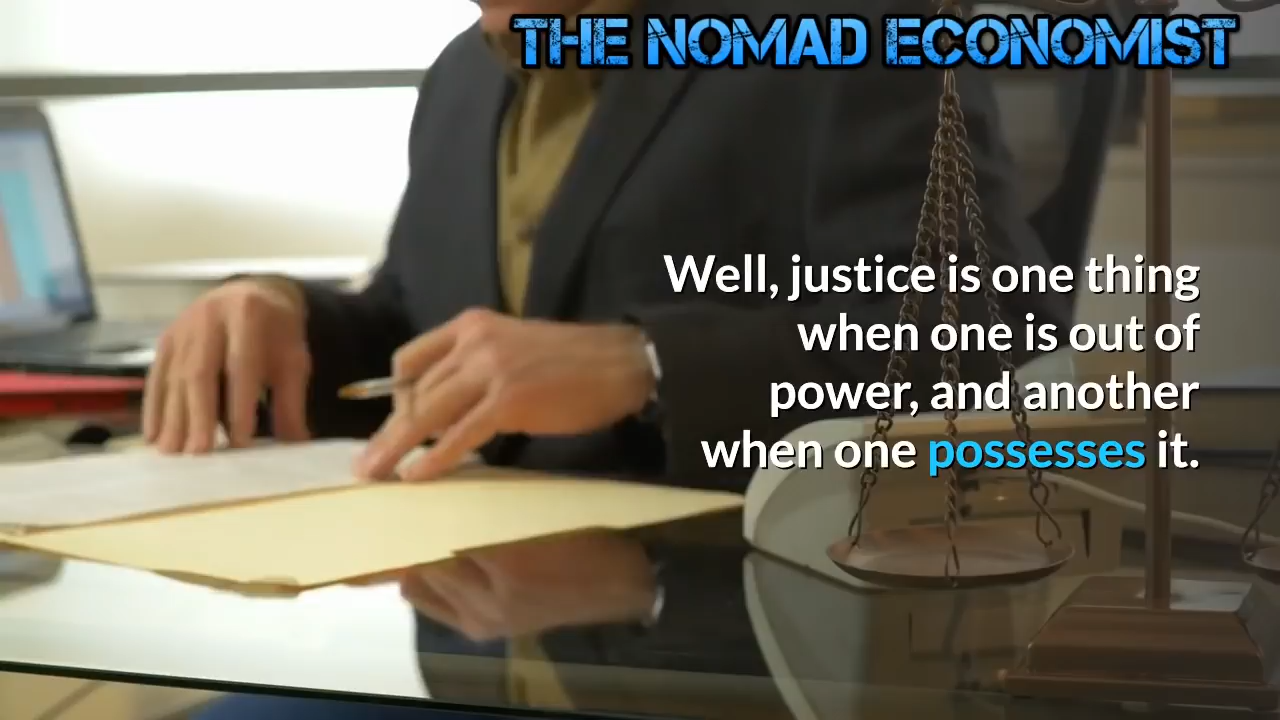 THE NOMAD ECONOMIST
Well, justice is one thing
when one is out of
power, and another
when one possesses it.